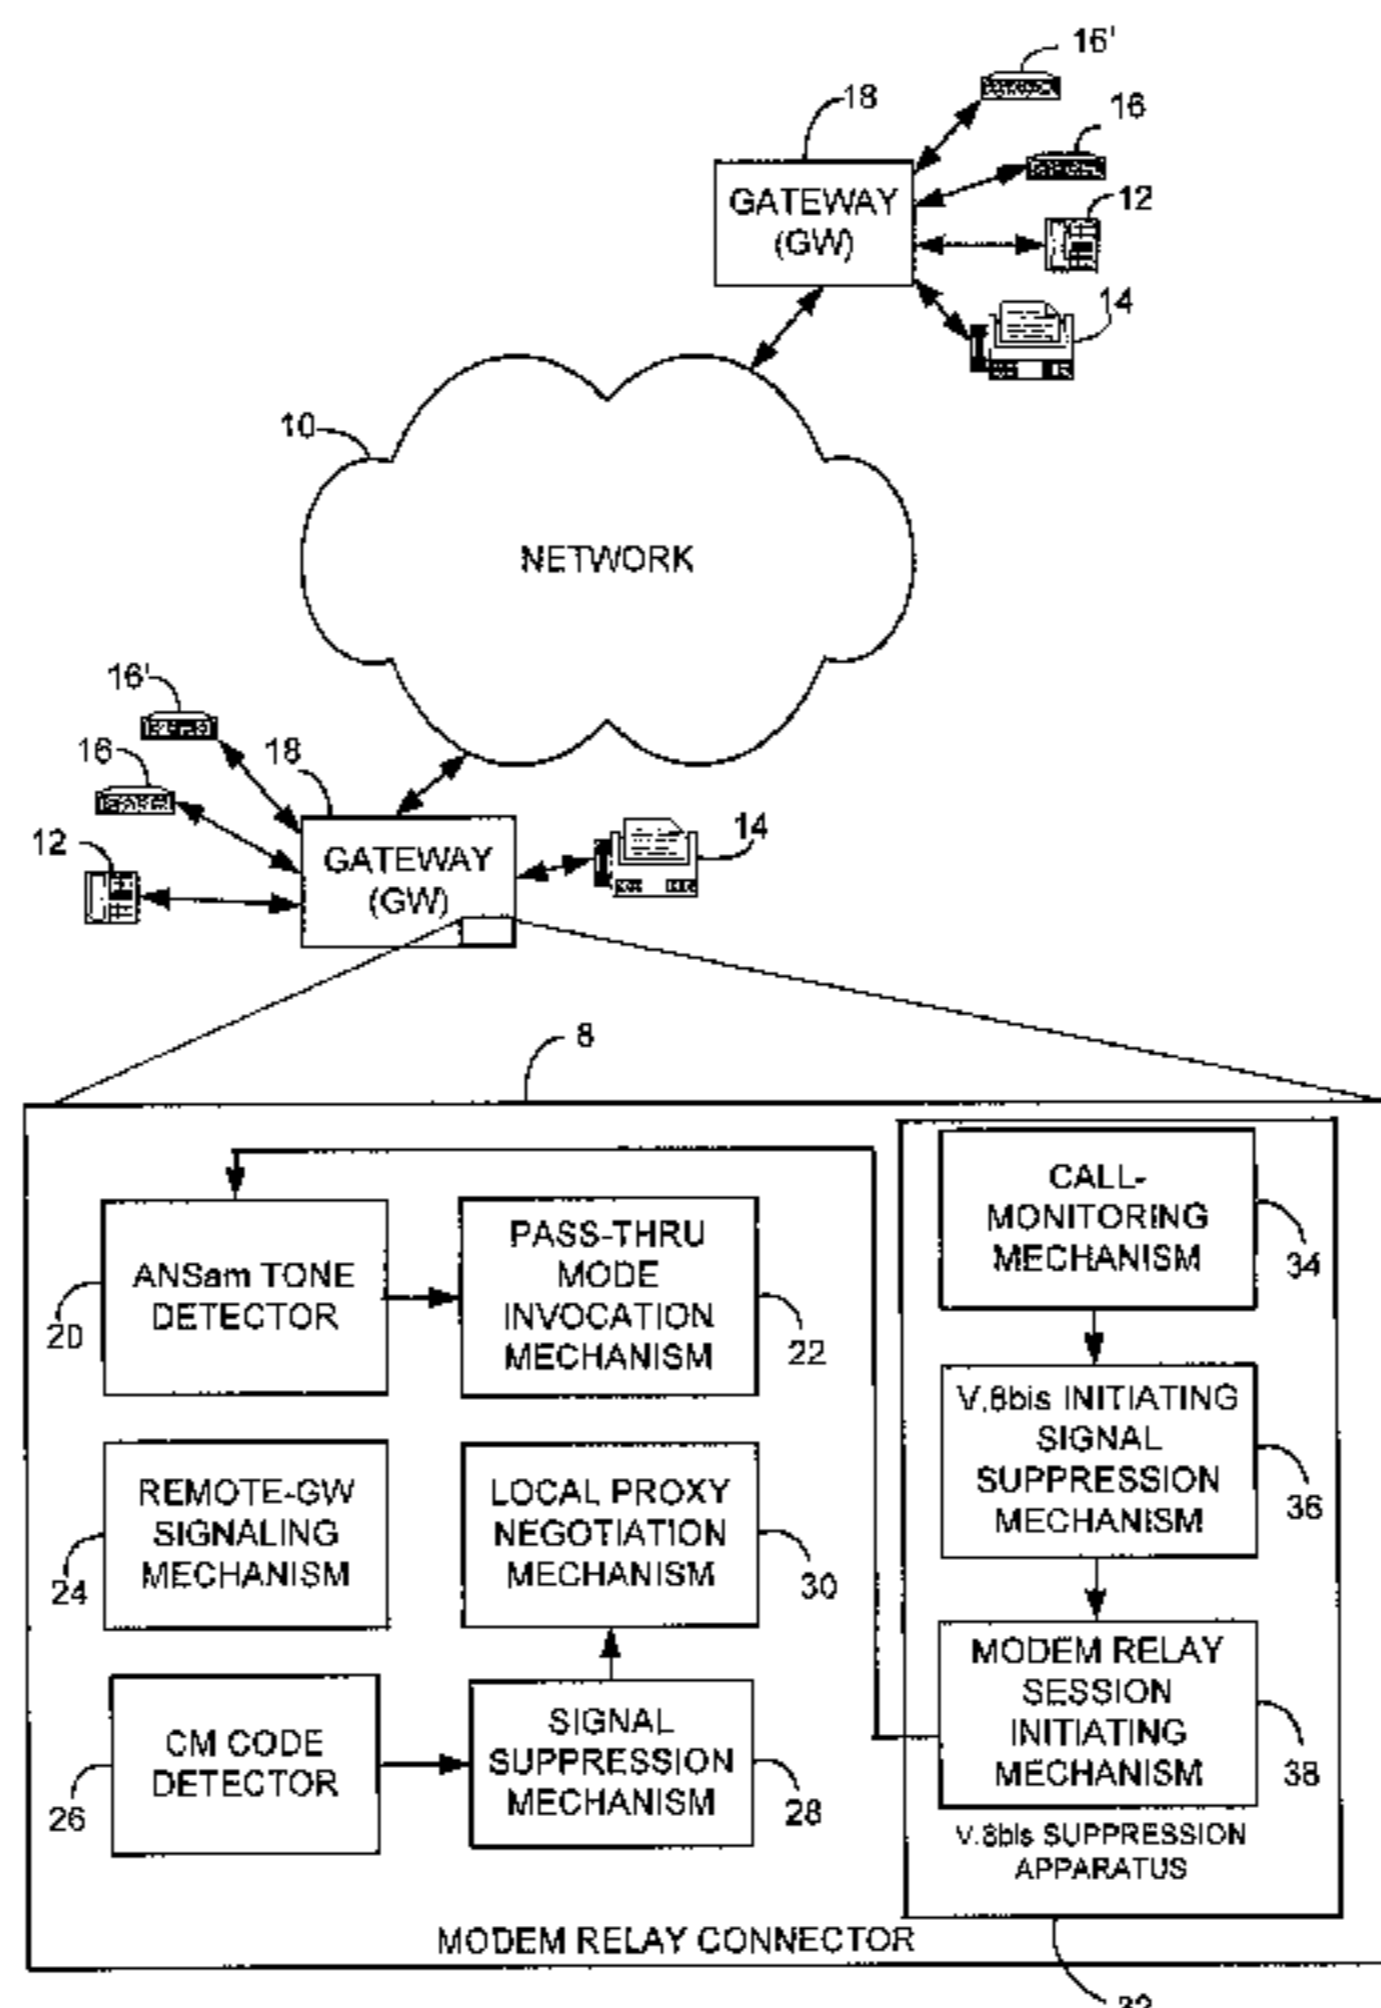 16'
18
16
GATEWAY
(GW)
12
14
10
NETWORK
16'
16
18
12
GATEWAY
(GW)
14
8
CALL-
MONITORING
MECHANISM
34
ANSam TONE
DETECTOR
20
PASS-THRU
MODE
INVOCATION
MECHANISM
22
V.8bis INITIATING
SIGNAL
SUPPRESSION
MECHANISM
36
REMOTE-GW
SIGNALING
MECHANISM
24
LOCAL PROXY
NEGOTIATION
MECHANISM
30
MODEM RELAY
SESSION
INITIATING
MECHANISM
38
CM CODE
DETECTOR
26
SIGNAL
SUPPRESSION
MECHANISM
28
V.8bis SUPPRESSION
APPARATUS
MODEM RELAY CONNECTOR
32